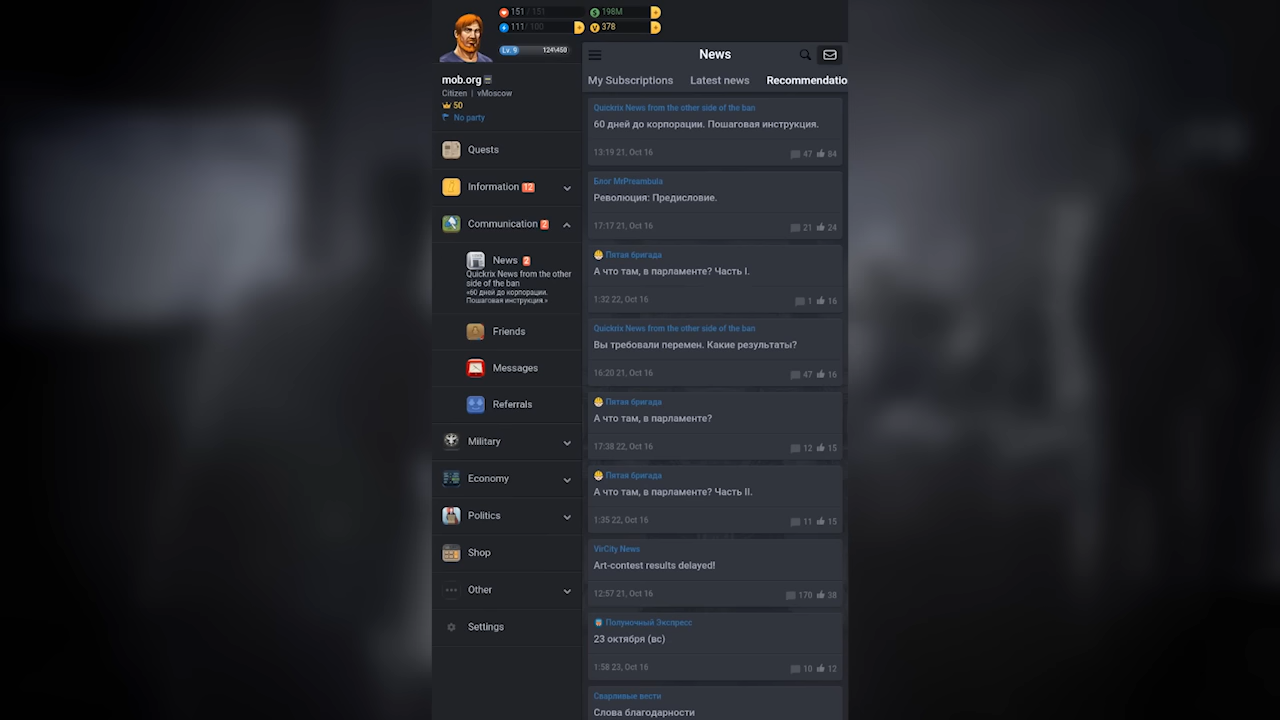 151 / 151
198M
111 / 100
378
Lv. 9
124\450
mob.org
Citizen | vMoscow
50
No party
Quests
Information 12
Communication 2
News 2
Quickrix News from the other
side of the ban
«60 дней до корпорации.
Пошаговая инструкция.»
Friends
Messages
Referrals
Military
Economy
Politics
Shop
Other
Settings
News
My Subscriptions
Latest news
Recommendatio
Quickrix News from the other side of the ban
60 дней до корпорации. Пошаговая инструкция.
13:19 21, Oct 16
47
84
Блог MrPreambula
Революция: Предисловие.
17:17 21, Oct 16
21
24
Пятая бригада
А что там, в парламенте? Часть I.
1:32 22, Oct 16
1
16
Quickrix News from the other side of the ban
Вы требовали перемен. Какие результаты?
16:20 21, Oct 16
47
16
Пятая бригада
А что там, в парламенте?
17:38 22, Oct 16
12
15
Пятая бригада
А что там, в парламенте? Часть II.
1:35 22, Oct 16
11
15
VirCity News
Art-contest results delayed!
12:57 21, Oct 16
170
38
Полуночный Экспресс
23 октября (вс)
1:58 23, Oct 16
10
12
Сварливые вести
Слова благодарности